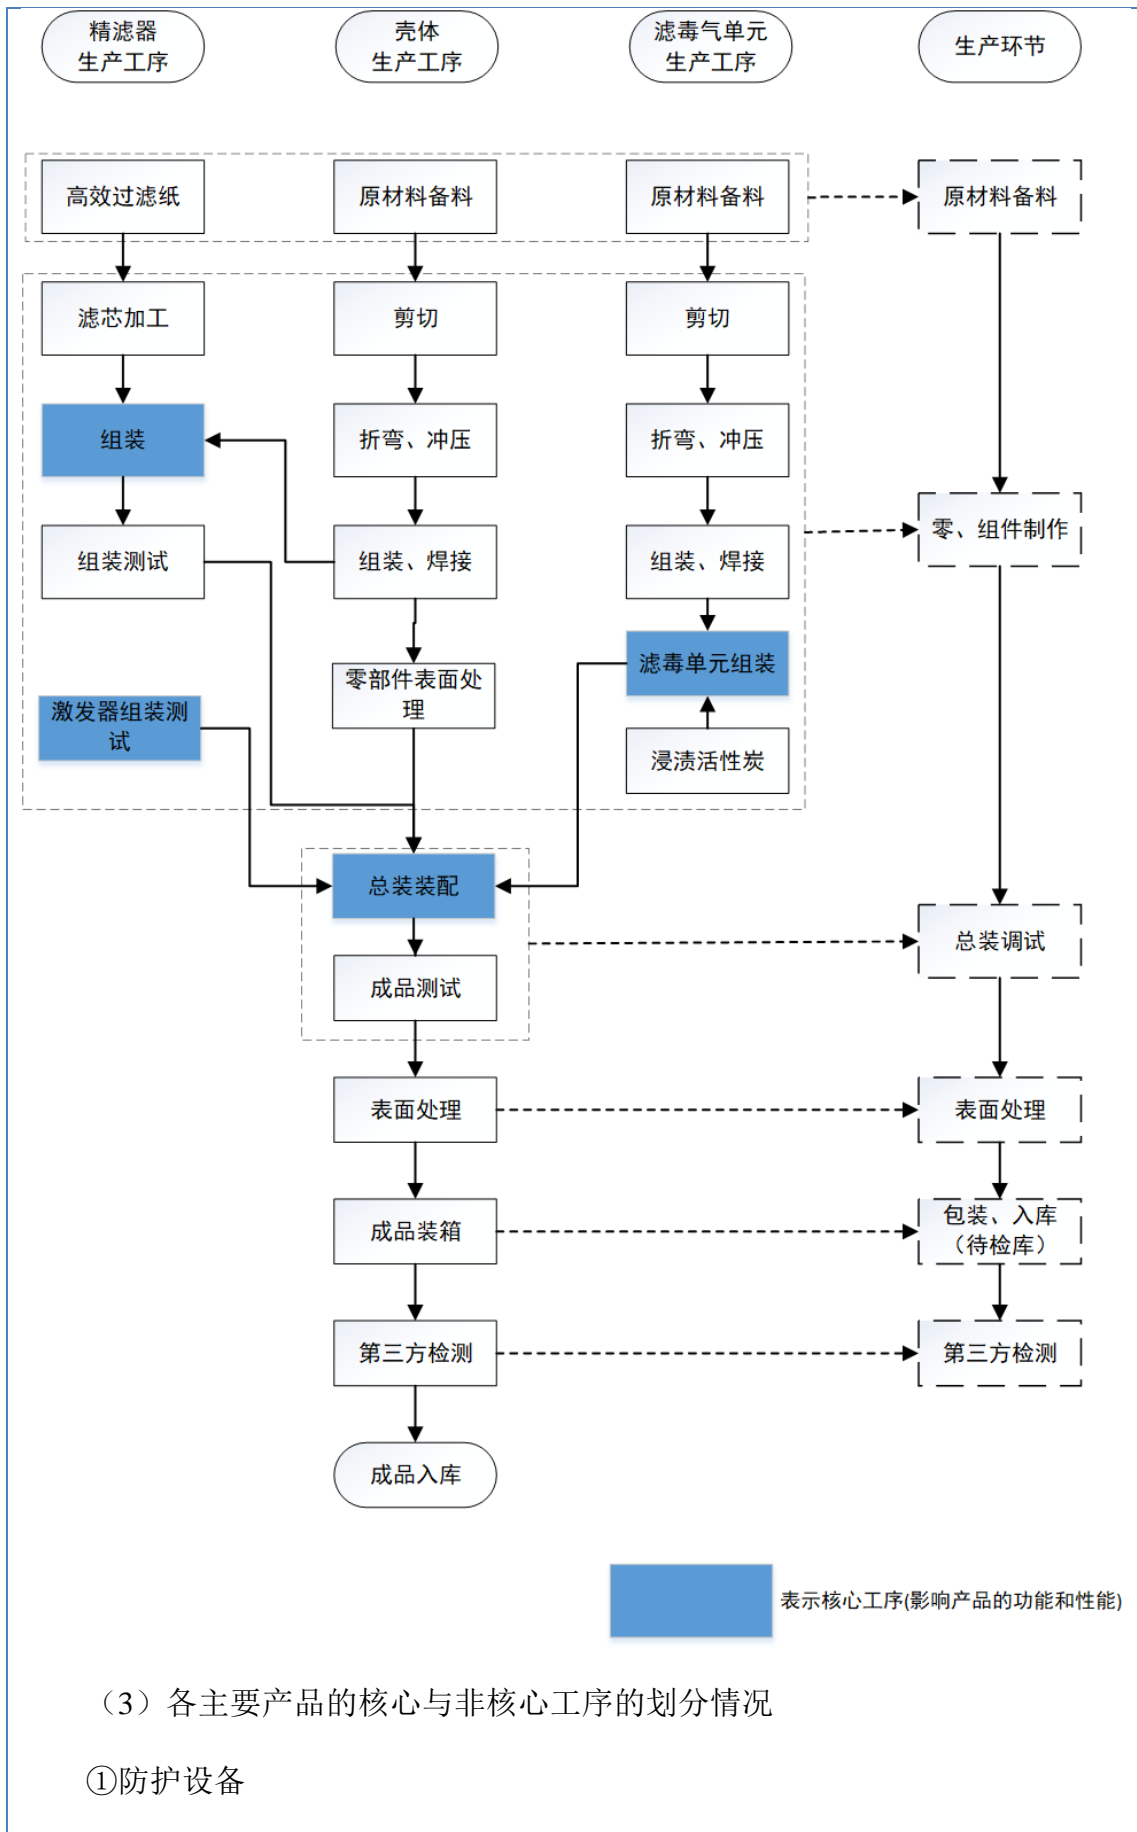 精滤器
生产工序
壳体
生产工序
滤毒气单元
生产工序
生产环节
高效过滤纸
原材料备料
原材料备料
原材料备料
滤芯加工
剪切
剪切
组装
折弯、冲压
折弯、冲压
组装测试
组装、焊接
组装、焊接
零、组件制作
激发器组装测
试
零部件表面处
理
滤毒单元组装
浸渍活性炭
总装装配
总装调试
成品测试
表面处理
表面处理
成品装箱
包装、入库
（待检库）
第三方检测
第三方检测
成品入库
表示核心工序(影响产品的功能和性能)
（3）各主要产品的核心与非核心工序的划分情况
①防护设备